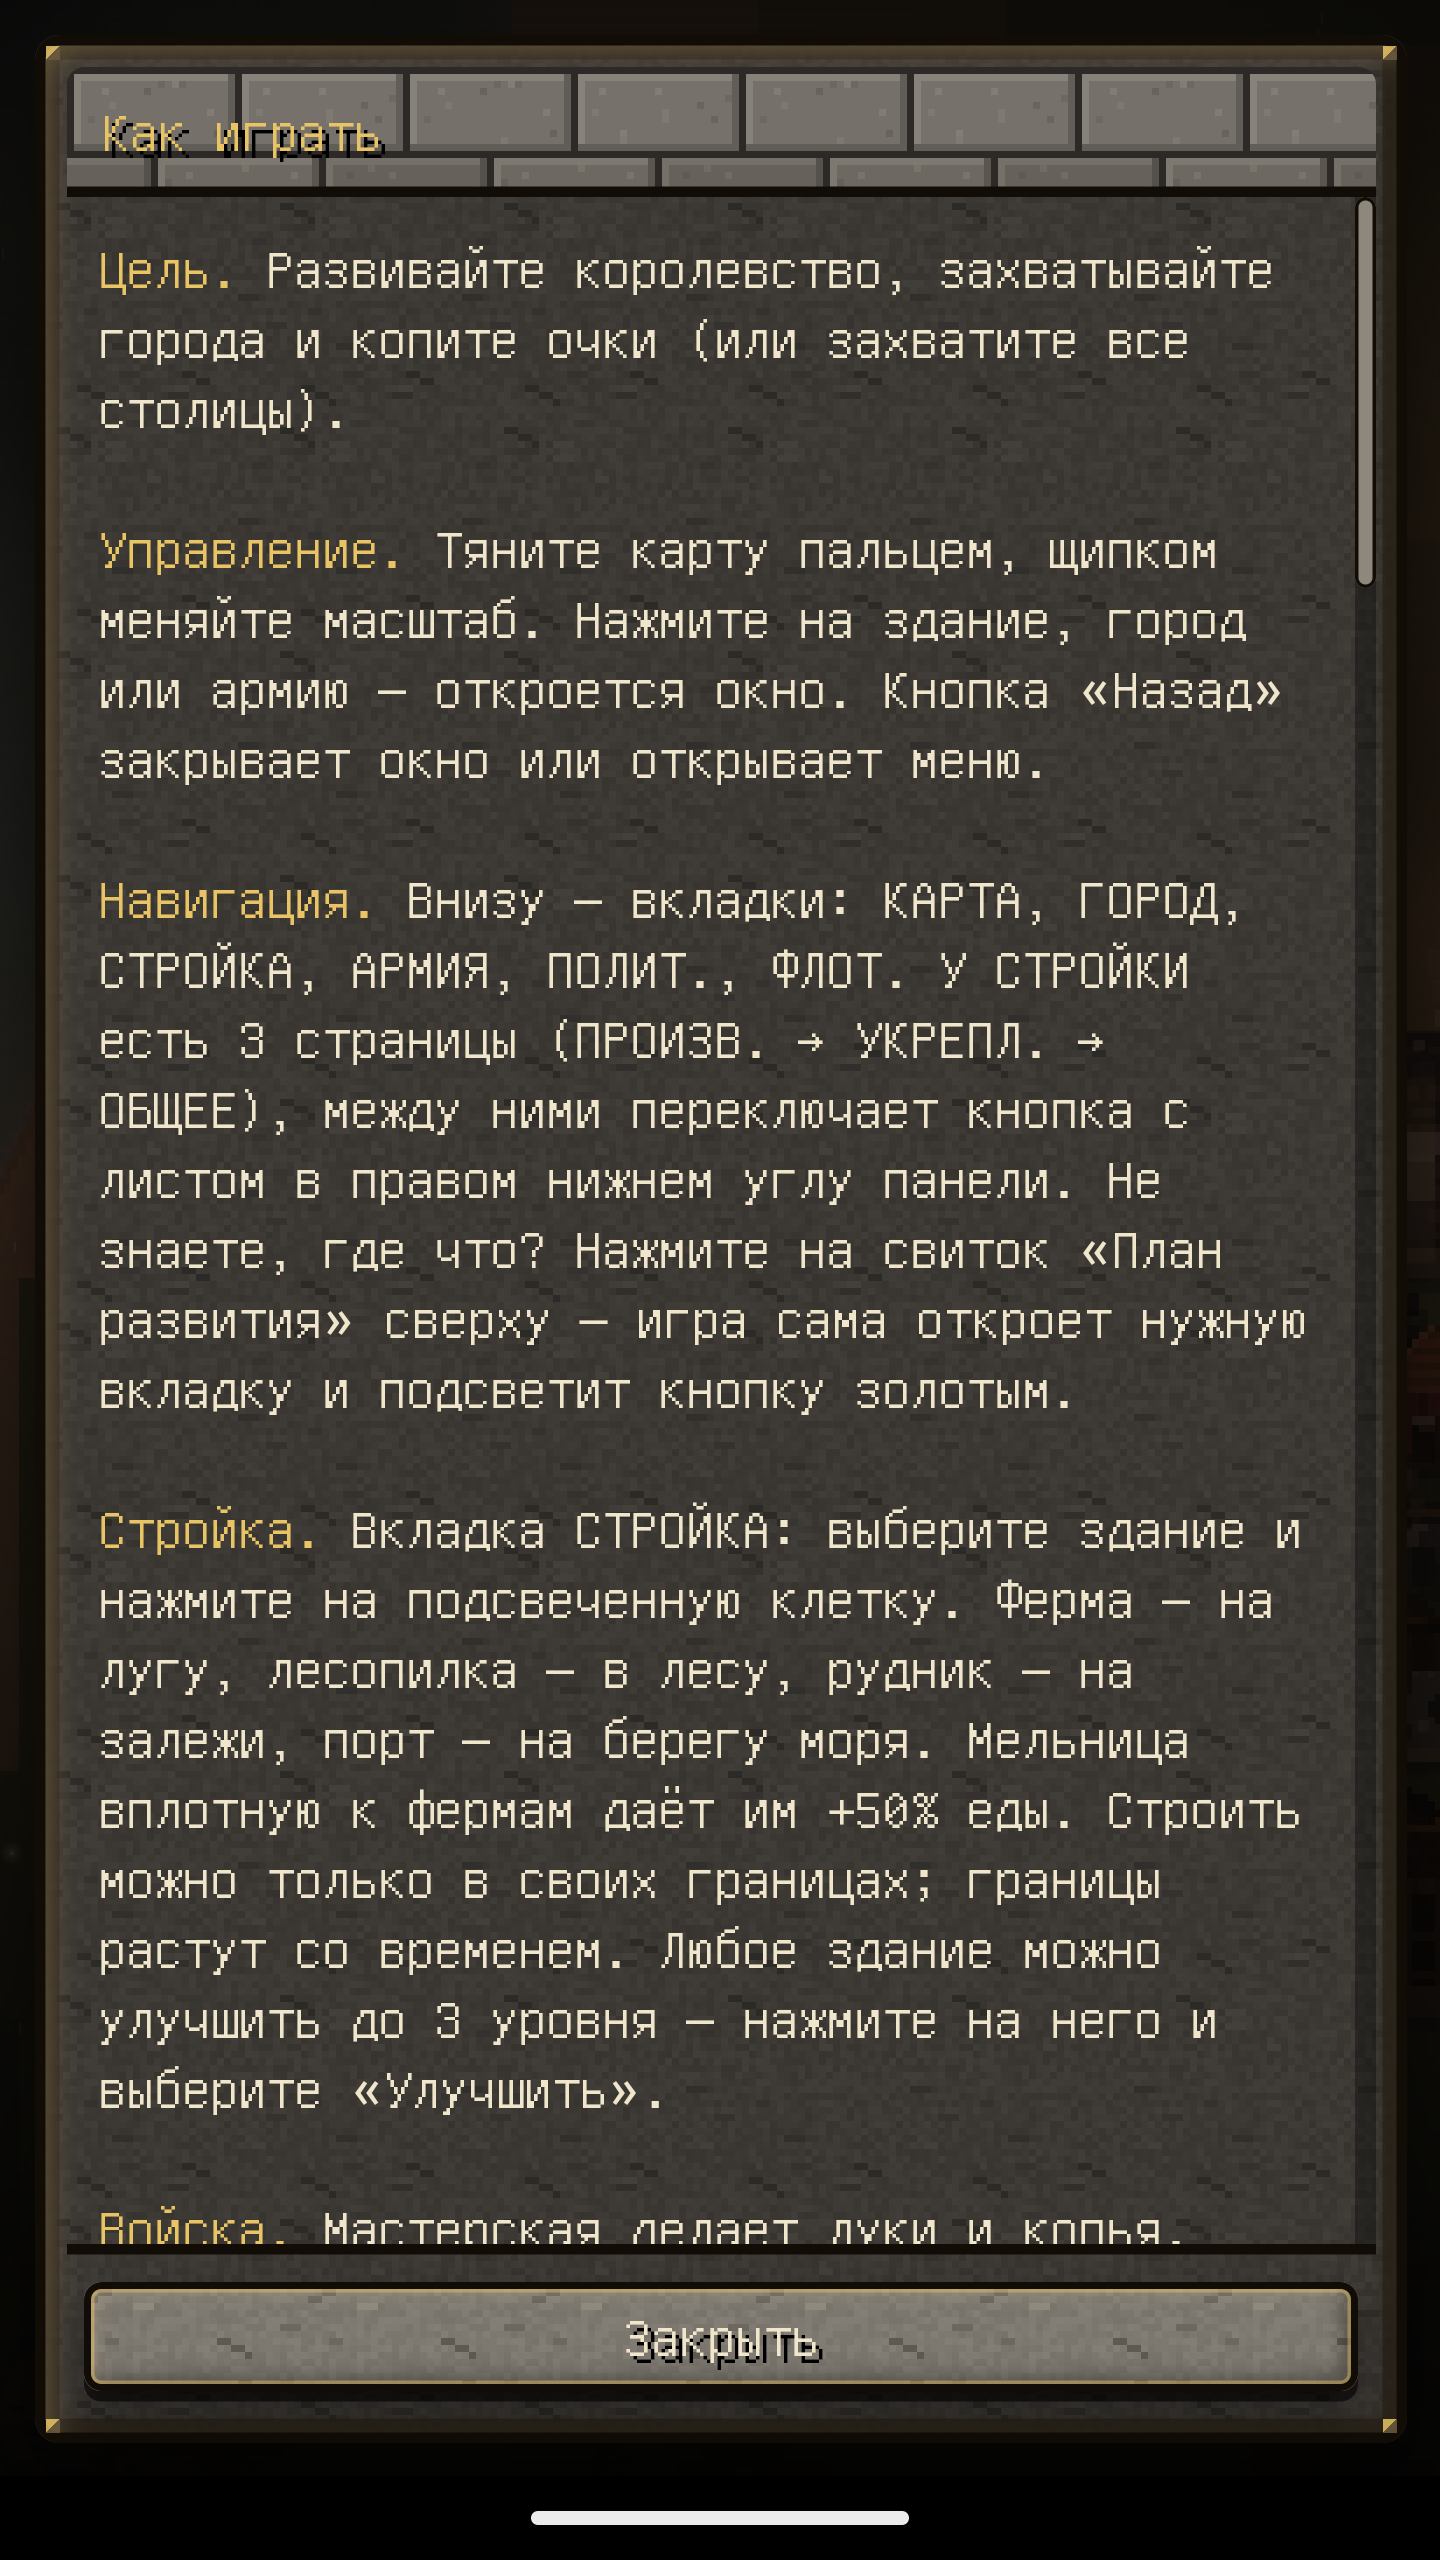 Как играть
Цель. Развивайте королевство, захватывайте
города и копите очки (или захватите все
столицы).
Управление. Тяните карту пальцем, щипком
меняйте масштаб. Нажмите на здание, город
или армию — откроется окно. Кнопка «Назад»
закрывает окно или открывает меню.
Навигация. Внизу — вкладки: КАРТА, ГОРОД,
СТРОЙКА, АРМИЯ, ПОЛИТ., ФЛОТ. У СТРОЙКИ
есть 3 страницы (ПРОИЗВ. → УКРЕПЛ. →
ОБЩЕЕ), между ними переключает кнопка с
листом в правом нижнем углу панели. Не
знаете, где что? Нажмите на свиток «План
развития» сверху — игра сама откроет нужную
вкладку и подсветит кнопку золотым.
Стройка. Вкладка СТРОЙКА: выберите здание и
нажмите на подсвеченную клетку. Ферма — на
лугу, лесопилка — в лесу, рудник — на
залежи, порт — на берегу моря. Мельница
вплотную к фермам даёт им +50% еды. Строить
можно только в своих границах; границы
растут со временем. Любое здание можно
улучшить до 3 уровня — нажмите на него и
выберите «Улучшить».
Войска. Мастерская делает луки и копья.
Закрыть